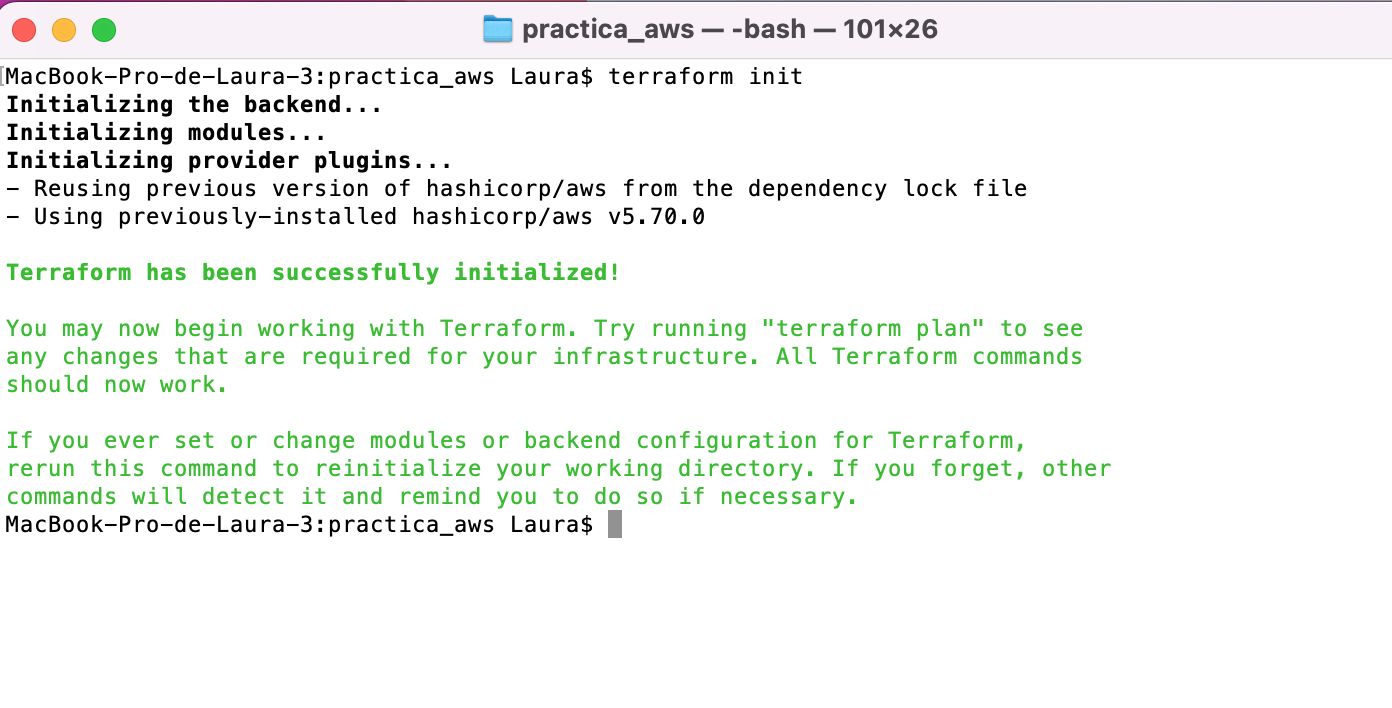 practica_aws — -bash — 101×26
[MacBook-Pro-de-Laura-3:practica_aws Laura$ terraform init
Initializing the backend...
Initializing modules...
Initializing provider plugins...
- Reusing previous version of hashicorp/aws from the dependency lock file
- Using previously-installed hashicorp/aws v5.70.0
Terraform has been successfully initialized!
You may now begin working with Terraform. Try running "terraform plan" to see
any changes that are required for your infrastructure. All Terraform commands
should now work.
If you ever set or change modules or backend configuration for Terraform,
rerun this command to reinitialize your working directory. If you forget, other
commands will detect it and remind you to do so if necessary.
MacBook-Pro-de-Laura-3:practica_aws Laura$